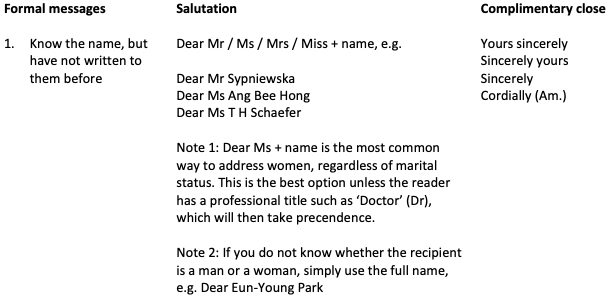 Formal messages Salutation Complimentary close
1. Know the name, but have not written to them before
Dear Mr / Ms / Mrs / Miss + name, e.g.
Dear Mr Sypniewska
Dear Ms Ang Bee Hong
Dear Ms T H Schaefer
Note 1: Dear Ms + name is the most common
way to address women, regardless of marital
status. This is the best option unless the reader
has a professional title such as ‘Doctor’ (Dr),
which will then take precendence.
Note 2: If you do not know whether the recipient
is a man or a woman, simply use the full name,
e.g. Dear Eun-Young Park
Yours sincerely
Sincerely yours
Sincerely
Cordially (Am.)